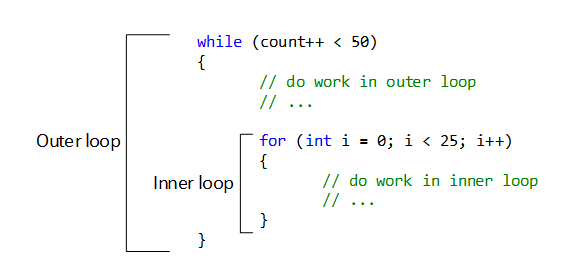 while (count++ < 50)
{
// do work in outer loop
// ...
Outer loop
for (int i = 0; i < 25; i++)
{
Inner loop
// do work in inner loop
// ...
}
}